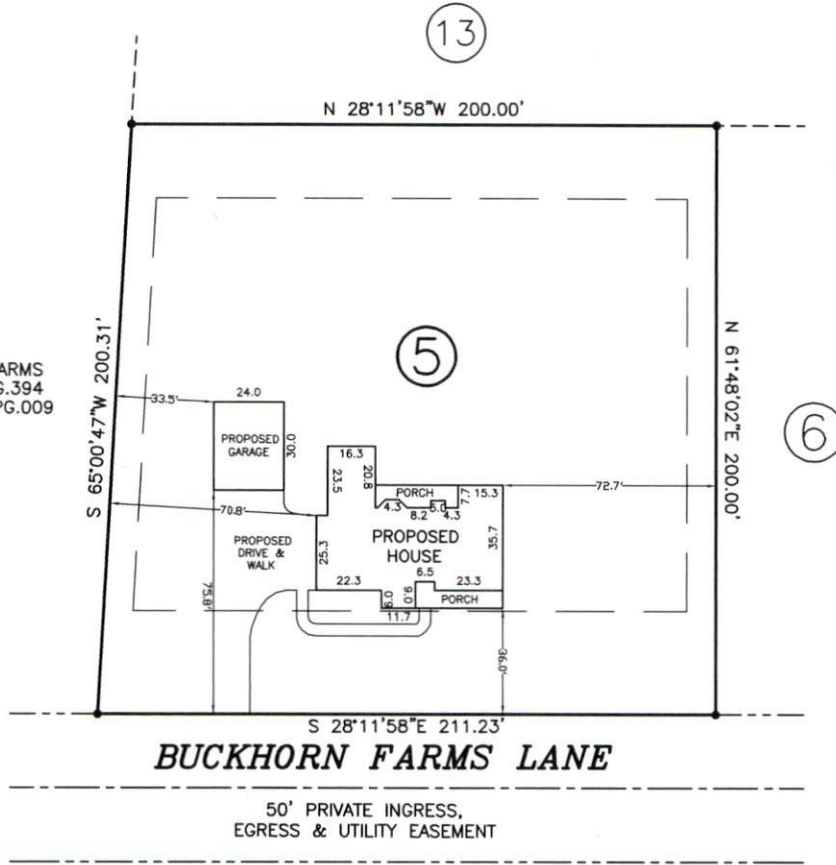 13
N 28°11'58"W 200.00'
S 65°00'47"W 200.31'
N 61°48'02"E 200.00'
ARMS
G.394
PG.009
5
6
33.5'
24.0
PROPOSED
GARAGE
30.0
16.3
23.5
20.8
PORCH
7.7
15.3
72.7'
4.3
8.2
5.0
4.3
70.8'
PROPOSED
DRIVE &
WALK
25.3
PROPOSED
HOUSE
35.7
75.8'
22.3
6.5
23.3
9.0
PORCH
11.7
36.0'
S 28°11'58"E 211.23'
BUCKHORN FARMS LANE
50' PRIVATE INGRESS,
EGRESS & UTILITY EASEMENT